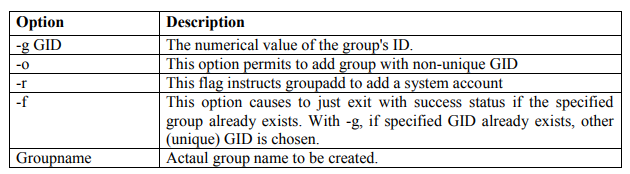 Option Description
-g GID The numerical value of the group's ID.
-o This option permits to add group with non-unique GID
-r This flag instructs groupadd to add a system account
-f This option causes to just exit with success status if the specified
group already exists. With -g, if specified GID already exists, other
(unique) GID is chosen.
Groupname Actaul group name to be created.